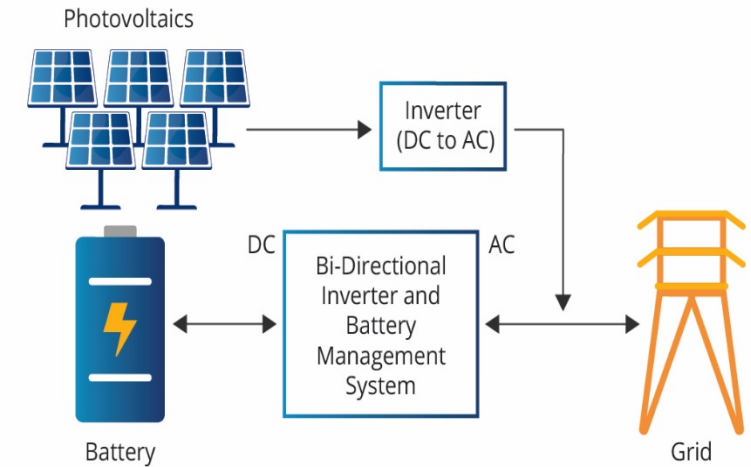 Photovoltaics
Inverter
(DC to AC)
DC
AC
Bi-Directional
Inverter and
Battery
Management
System
Battery
Grid